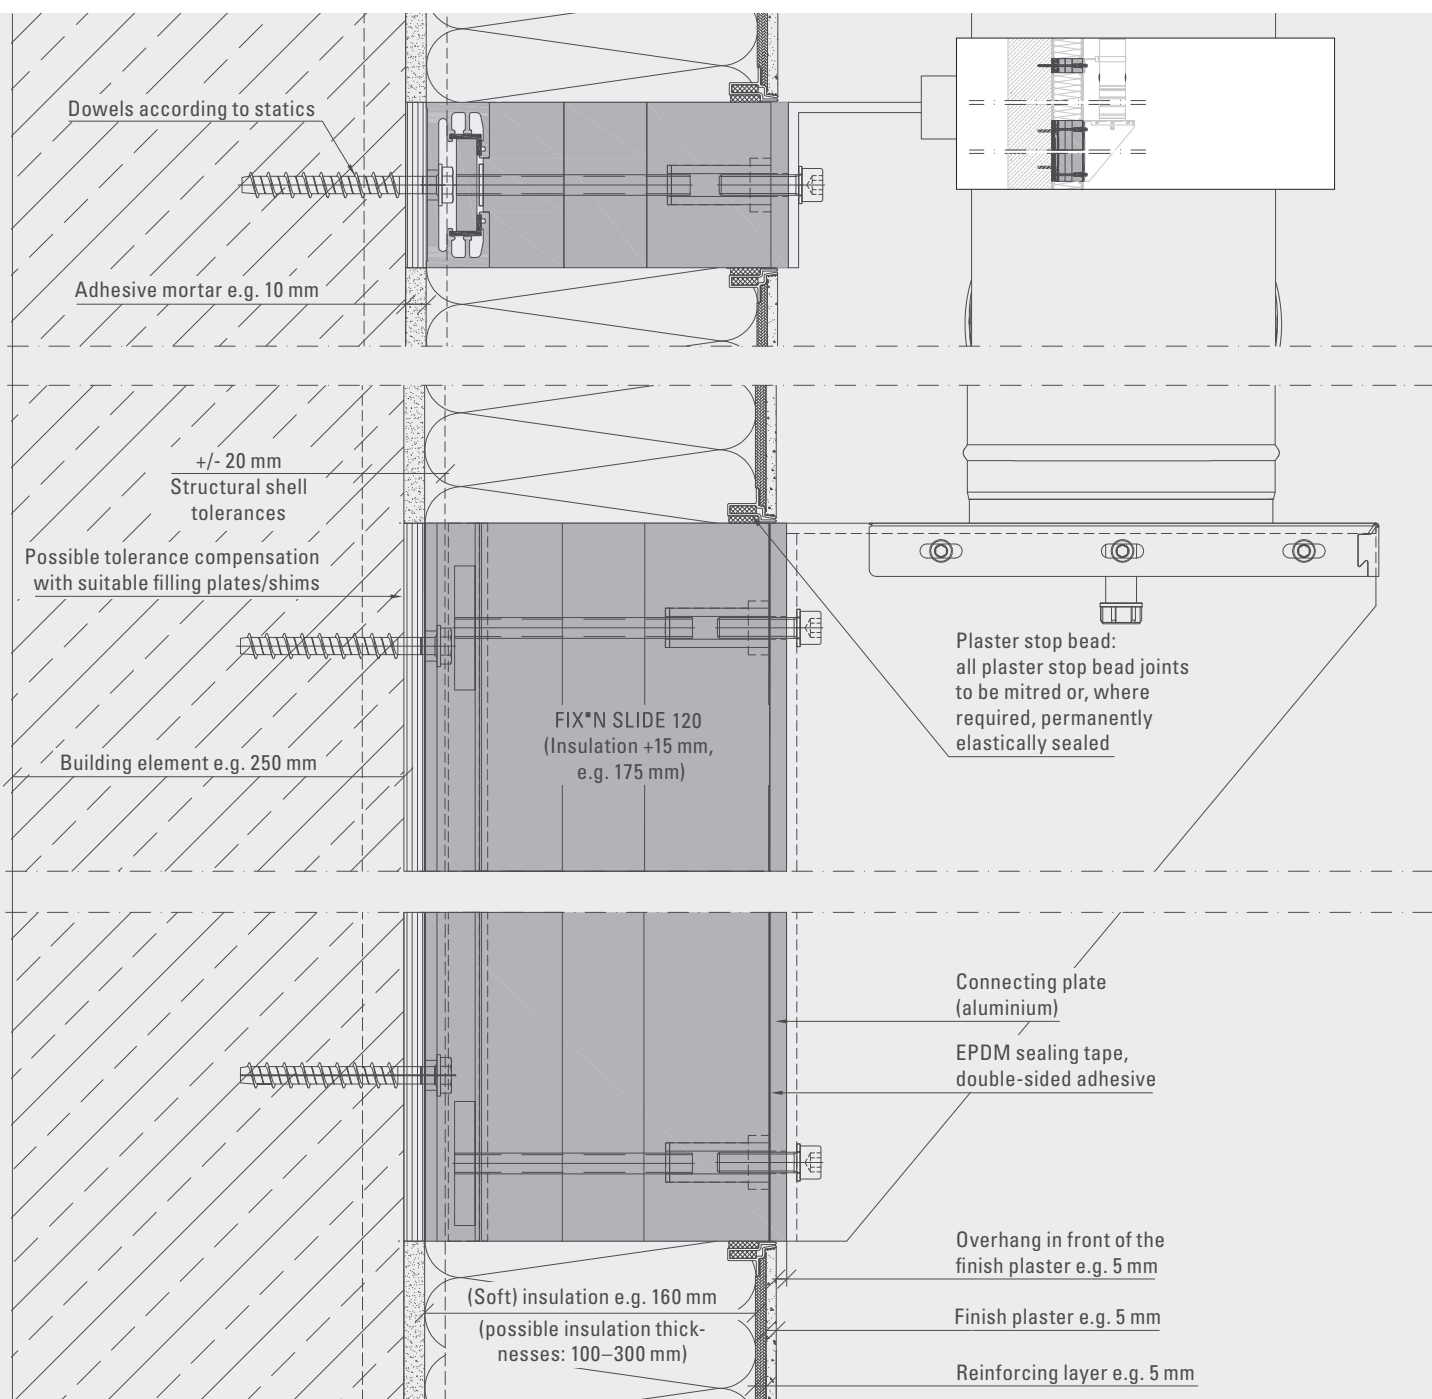 Dowels according to statics
Adhesive mortar e.g. 10 mm
+/- 20 mm
Structural shell
tolerances
Possible tolerance compensation
with suitable filling plates/shims
Plaster stop bead:
all plaster stop bead joints
to be mitred or, where
required, permanently
elastically sealed
FIX▪N SLIDE 120
(Insulation +15 mm,
e.g. 175 mm)
Building element e.g. 250 mm
Connecting plate
(aluminium)
EPDM sealing tape,
double-sided adhesive
Overhang in front of the
finish plaster e.g. 5 mm
(Soft) insulation e.g. 160 mm
(possible insulation thick-
nesses: 100–300 mm)
Finish plaster e.g. 5 mm
Reinforcing layer e.g. 5 mm